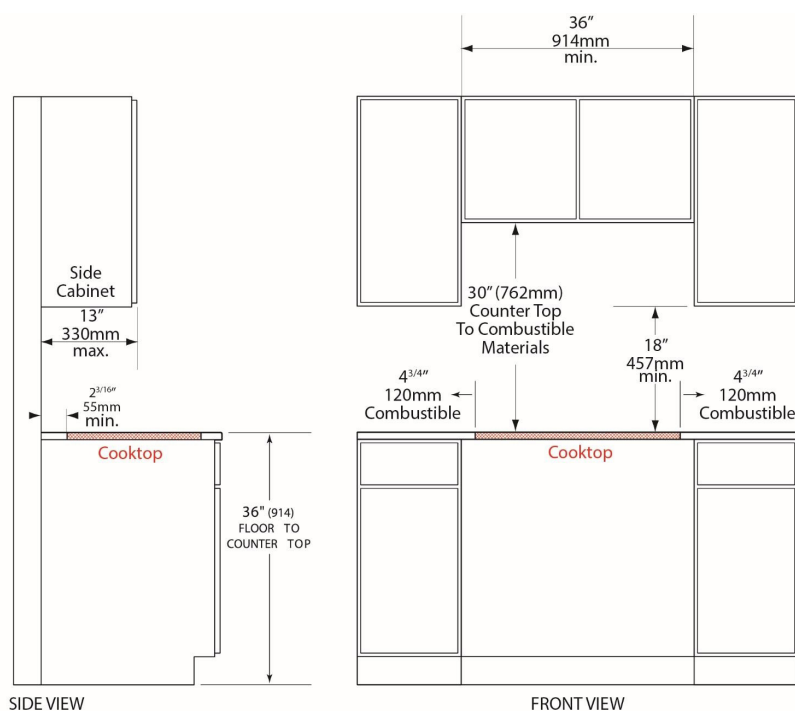 36"
914mm
min.
Side
Cabinet
13"
330mm
max.
2 3/16"
55mm
min.
Cooktop
36" (914)
FLOOR TO
COUNTER TOP
SIDE VIEW
30" (762mm)
Counter Top
To Combustible
Materials
18"
457mm
min.
4 3/4"
120mm
Combustible
4 3/4"
120mm
Combustible
Cooktop
FRONT VIEW